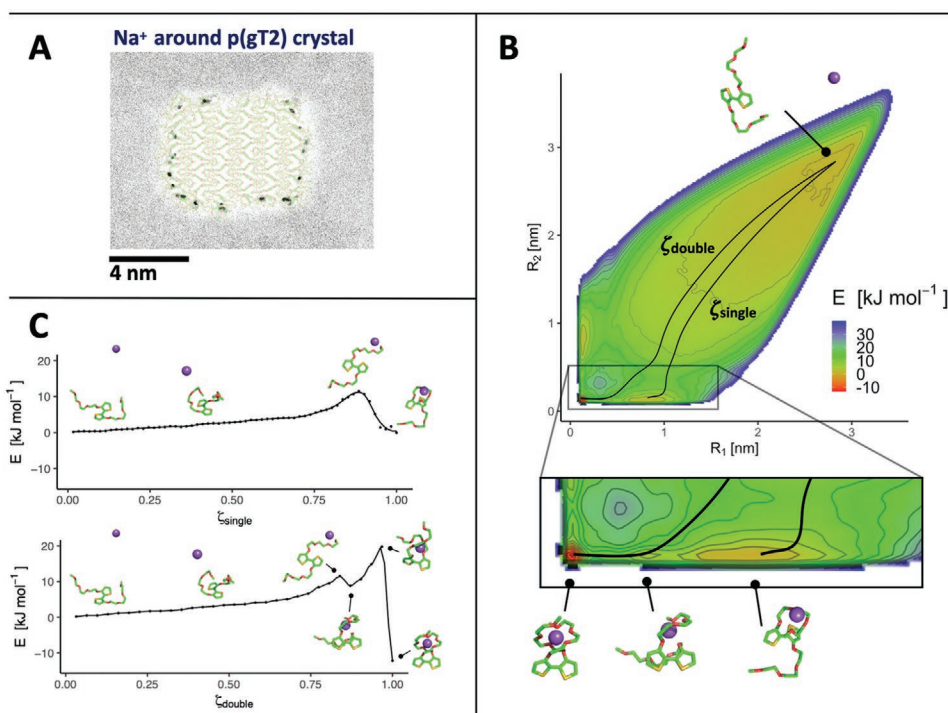 A
Na⁺ around p(gT2) crystal
4 nm
B
R₂ [nm]
3
2
1
0
0
1
2
3
R₁ [nm]
ζdouble
ζsingle
E [kJ mol⁻¹]
30
20
10
0
-10
C
E [kJ mol⁻¹]
20
10
0
-10
0.00
0.25
0.50
0.75
1.00
ζsingle
E [kJ mol⁻¹]
20
10
0
-10
0.00
0.25
0.50
0.75
1.00
ζdouble